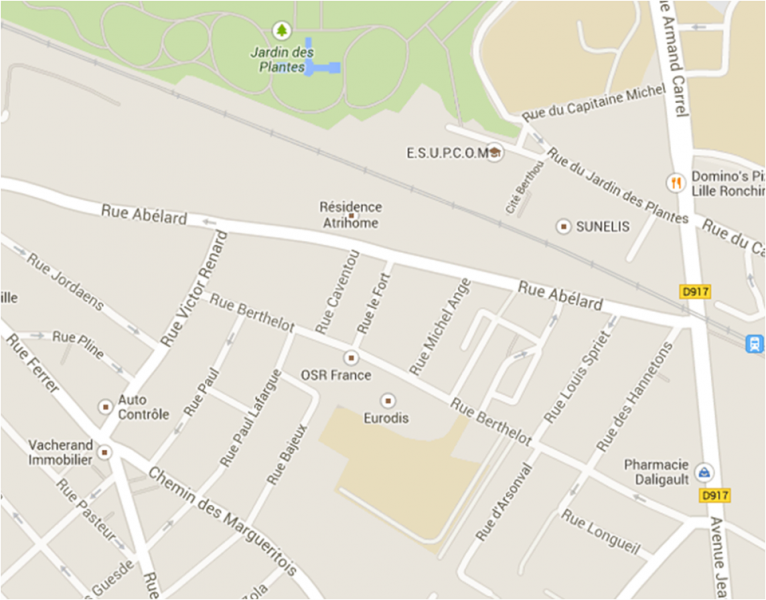 Jardin des
Plantes
Rue Armand Carrel
Rue du Capitaine Michel
E.S.U.P.C.O.M
Cité Berthou
Rue du Jardin des Plantes
Domino's Pi
Lille Ronchin
Rue Abélard
Résidence
Atrihome
SUNELIS
Rue du Ca
Rue Jordaens
Rue Victor Renard
Rue Caventou
Rue le Fort
Rue Michel Ange
Rue Abélard
D917
ille
Rue Berthelot
Rue Pline
Rue Ferrer
OSR France
Rue Louis Spriet
Rue des Hannetons
Auto
Contrôle
Rue Paul
Rue Paul Lafargue
Eurodis
Rue Berthelot
Vacherand
Immobilier
Rue Bajeux
Pharmacie
Daligault
D917
Chemin des Margueritois
Rue Pasteur
Rue d'Arsonval
Rue Longueil
Avenue Jea
Guesde
Rue
Zola